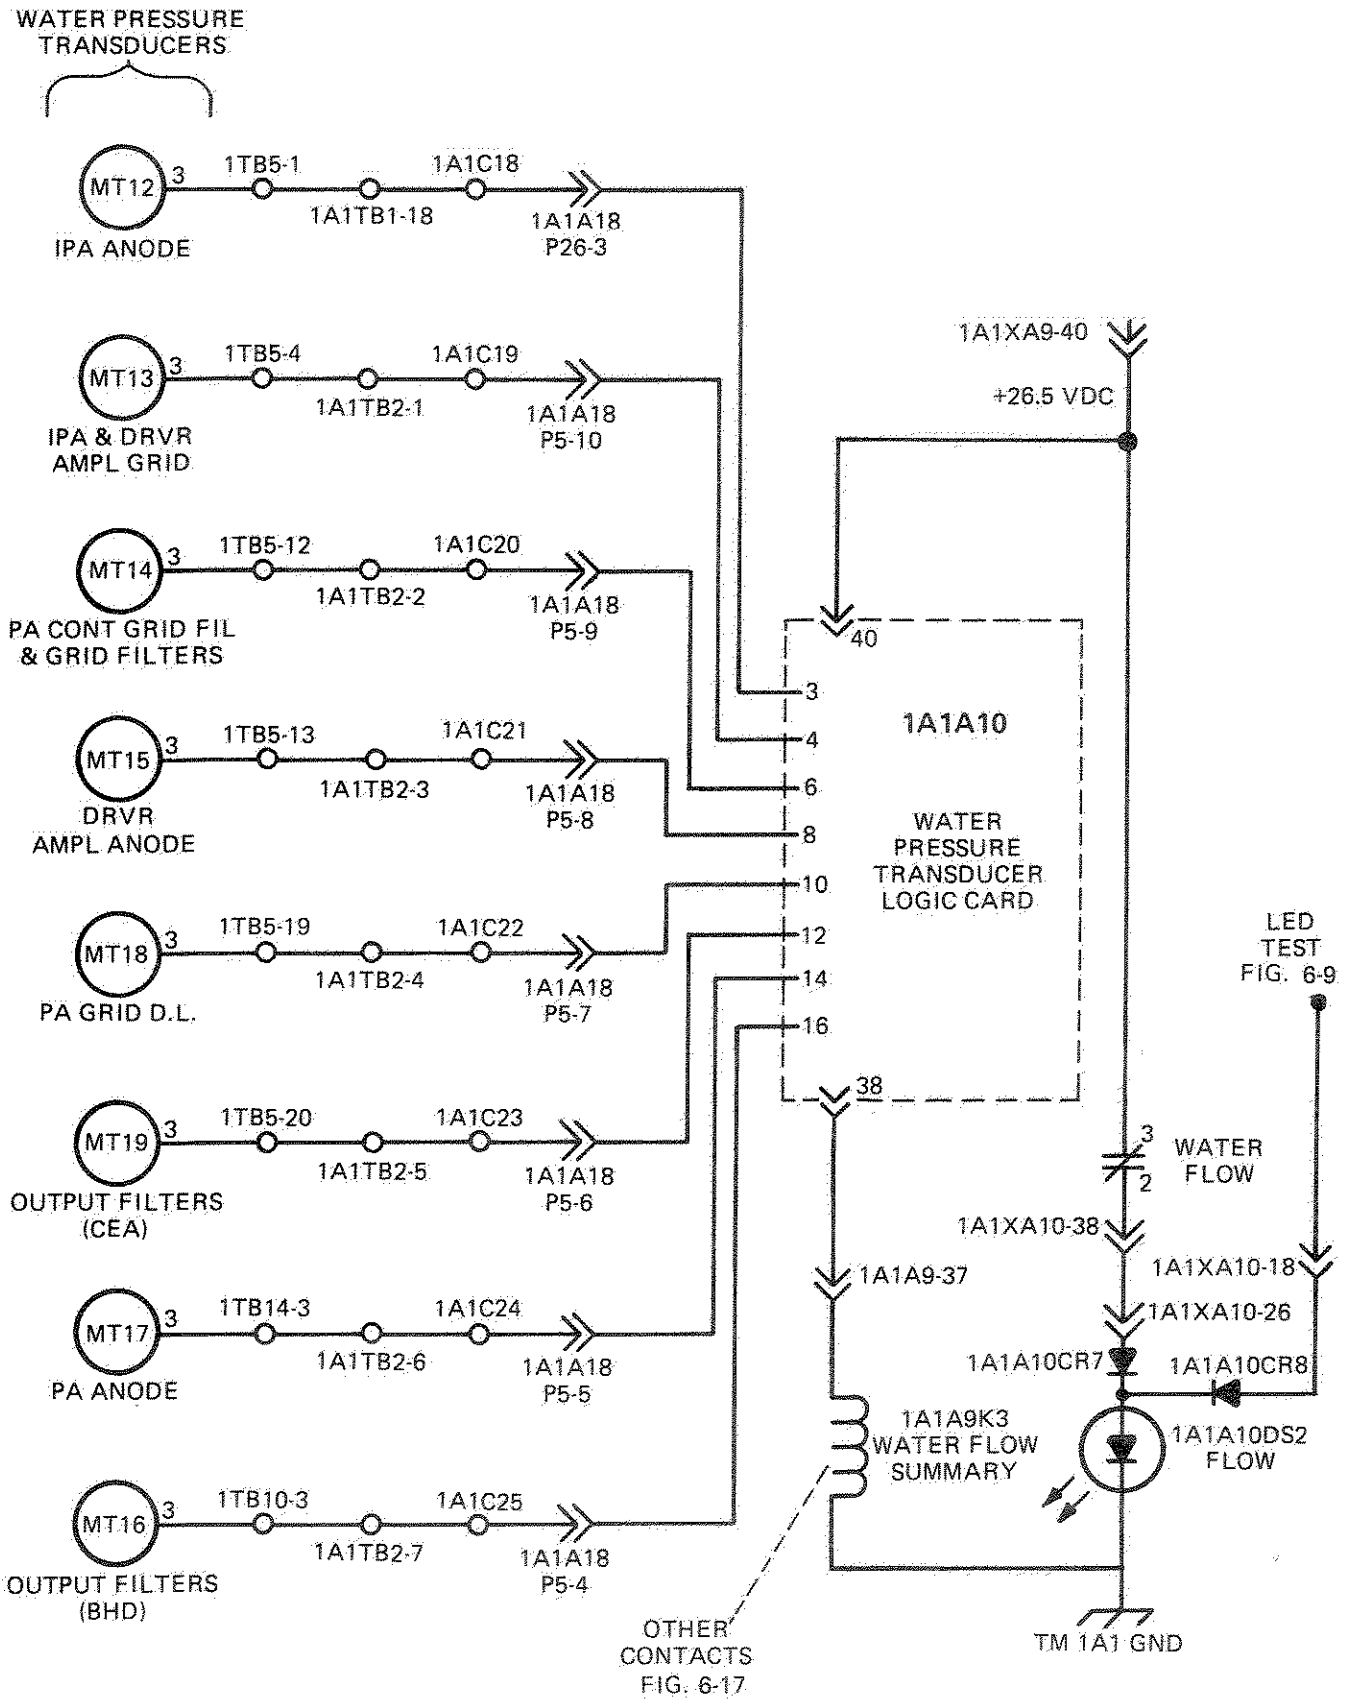 WATER PRESSURE
TRANSDUCERS
MT12
3
1TB5-1
1A1TB1-18
1A1C18
1A1A18
P26-3
IPA ANODE
MT13
3
1TB5-4
1A1TB2-1
1A1C19
1A1A18
P5-10
IPA & DRVR
AMPL GRID
MT14
3
1TB5-12
1A1TB2-2
1A1C20
1A1A18
P5-9
PA CONT GRID FIL
& GRID FILTERS
MT15
3
1TB5-13
1A1TB2-3
1A1C21
1A1A18
P5-8
DRVR
AMPL ANODE
MT18
3
1TB5-19
1A1TB2-4
1A1C22
1A1A18
P5-7
PA GRID D.L.
MT19
3
1TB5-20
1A1TB2-5
1A1C23
1A1A18
P5-6
OUTPUT FILTERS
(CEA)
MT17
3
1TB14-3
1A1TB2-6
1A1C24
1A1A18
P5-5
PA ANODE
MT16
3
1TB10-3
1A1TB2-7
1A1C25
1A1A18
P5-4
OUTPUT FILTERS
(BHD)
1A1XA9-40
+26.5 VDC
40
3
4
6
8
10
12
14
16
1A1A10
WATER
PRESSURE
TRANSDUCER
LOGIC CARD
38
1A1A9-37
1A1A9K3
WATER FLOW
SUMMARY
OTHER
CONTACTS
FIG. 6-17
LED
TEST
FIG. 6-9
3
2
WATER
FLOW
1A1XA10-38
1A1XA10-18
1A1XA10-26
1A1A10CR7
1A1A10CR8
1A1A10DS2
FLOW
TM 1A1 GND